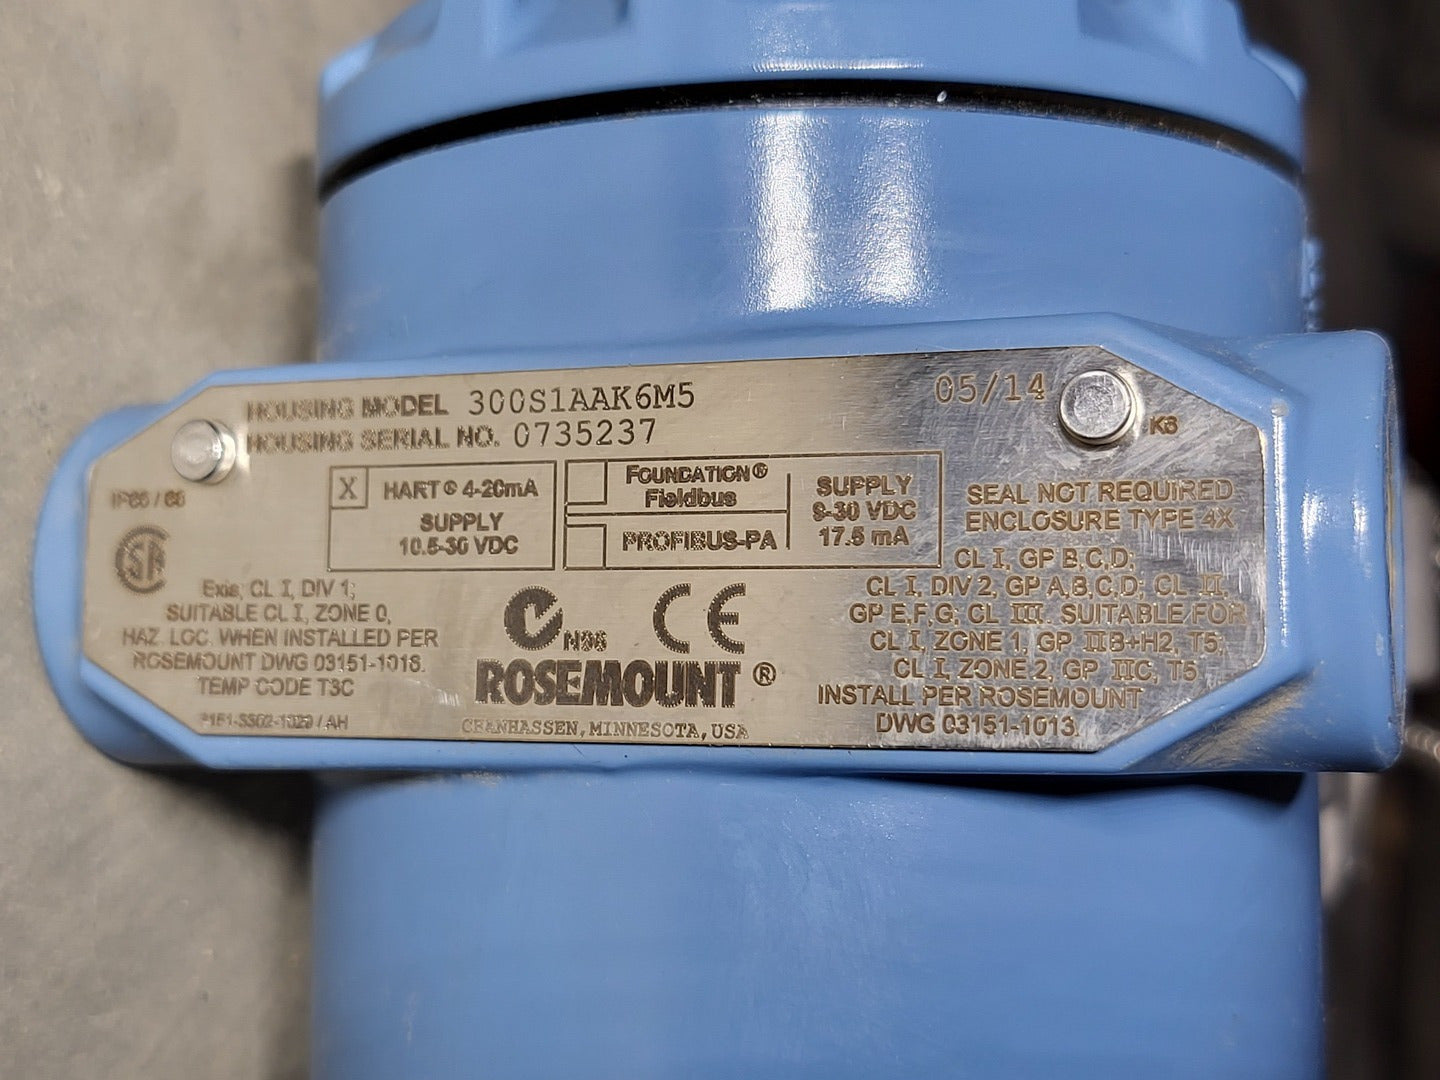 HOUSING MODEL 300S1AAK6M5
05/14
HOUSING SERIAL NO. 0735237
K6
IP66 / 68
X HART® 4-20mA
SUPPLY
10.5-30 VDC
FOUNDATION®
Fieldbus
PROFIBUS-PA
SUPPLY
9-30 VDC
17.5 mA
SEAL NOT REQUIRED
ENCLOSURE TYPE 4X
CL I, GP B,C,D;
CL I, DIV 2, GP A,B,C,D; CL II,
GP E,F,G; CL III. SUITABLE FOR
CL I, ZONE 1, GP IIB+H2, T5;
CL I, ZONE 2, GP IIC, T5
INSTALL PER ROSEMOUNT
DWG 03151-1013.
Exia; CL I, DIV 1;
SUITABLE CL I, ZONE 0,
HAZ. LOC. WHEN INSTALLED PER
ROSEMOUNT DWG 03151-1016.
TEMP CODE T3C
N96
CE
ROSEMOUNT®
CHANHASSEN, MINNESOTA, USA